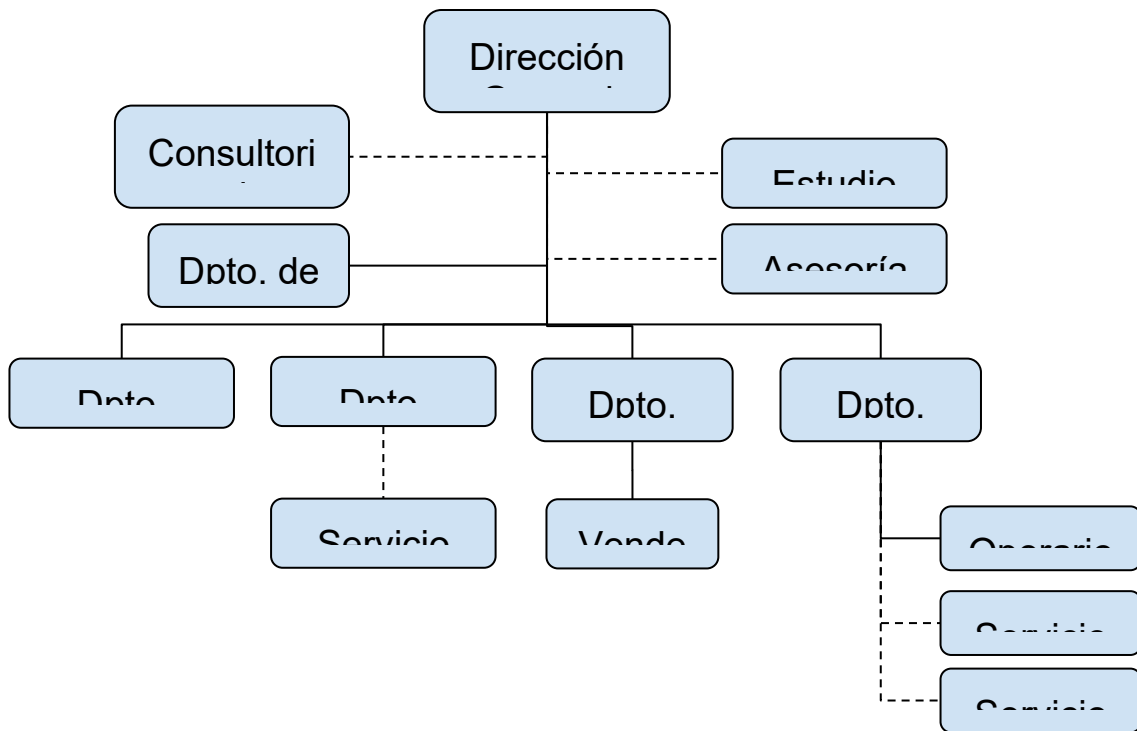 Dirección
Consultori
Estudio
Dpto. de
Asesoría
Dpto.
Dpto.
Dpto.
Dpto.
Servicio
Vende
Operario
Servicio
Servicio